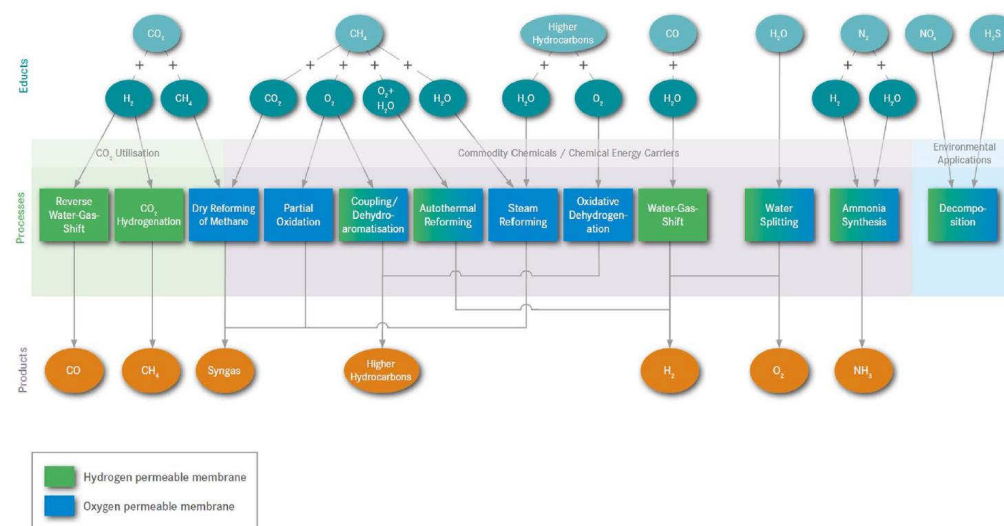 CO₂
CH₄
Higher
Hydrocarbons
CO
H₂O
N₂
NOₓ
H₂S
Educts
+
+
+
+
+
+
+
+
+
+
+
H₂
CH₄
CO₂
O₂
O₂+
H₂O
H₂O
H₂O
O₂
H₂O
H₂
H₂O
CO₂ Utilisation
Commodity Chemicals / Chemical Energy Carriers
Environmental
Applications
Processes
Reverse
Water-Gas-
Shift
CO₂
Hydrogenation
Dry Reforming
of Methane
Partial
Oxidation
Coupling/
Dehydro-
aromatisation
Autothermal
Reforming
Steam
Reforming
Oxidative
Dehydrogen-
ation
Water-Gas-
Shift
Water
Splitting
Ammonia
Synthesis
Decompo-
sition
Products
CO
CH₄
Syngas
Higher
Hydrocarbons
H₂
O₂
NH₃
Hydrogen permeable membrane
Oxygen permeable membrane